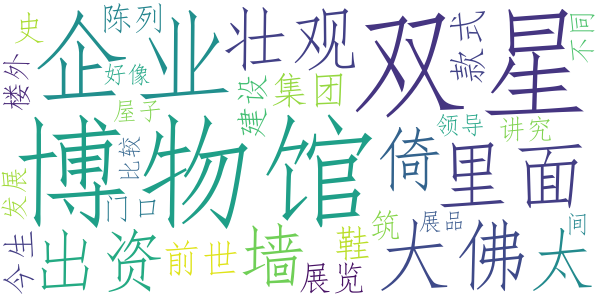 史
陈列
企业
壮观
双星
款式
不同
楼外
好像
屋子
建设
集团
领导
讲究
博物馆
倚
里面
发展
比较
门口
今生
出资
前世
墙
鞋
筑
展品
展览
大佛
太
间